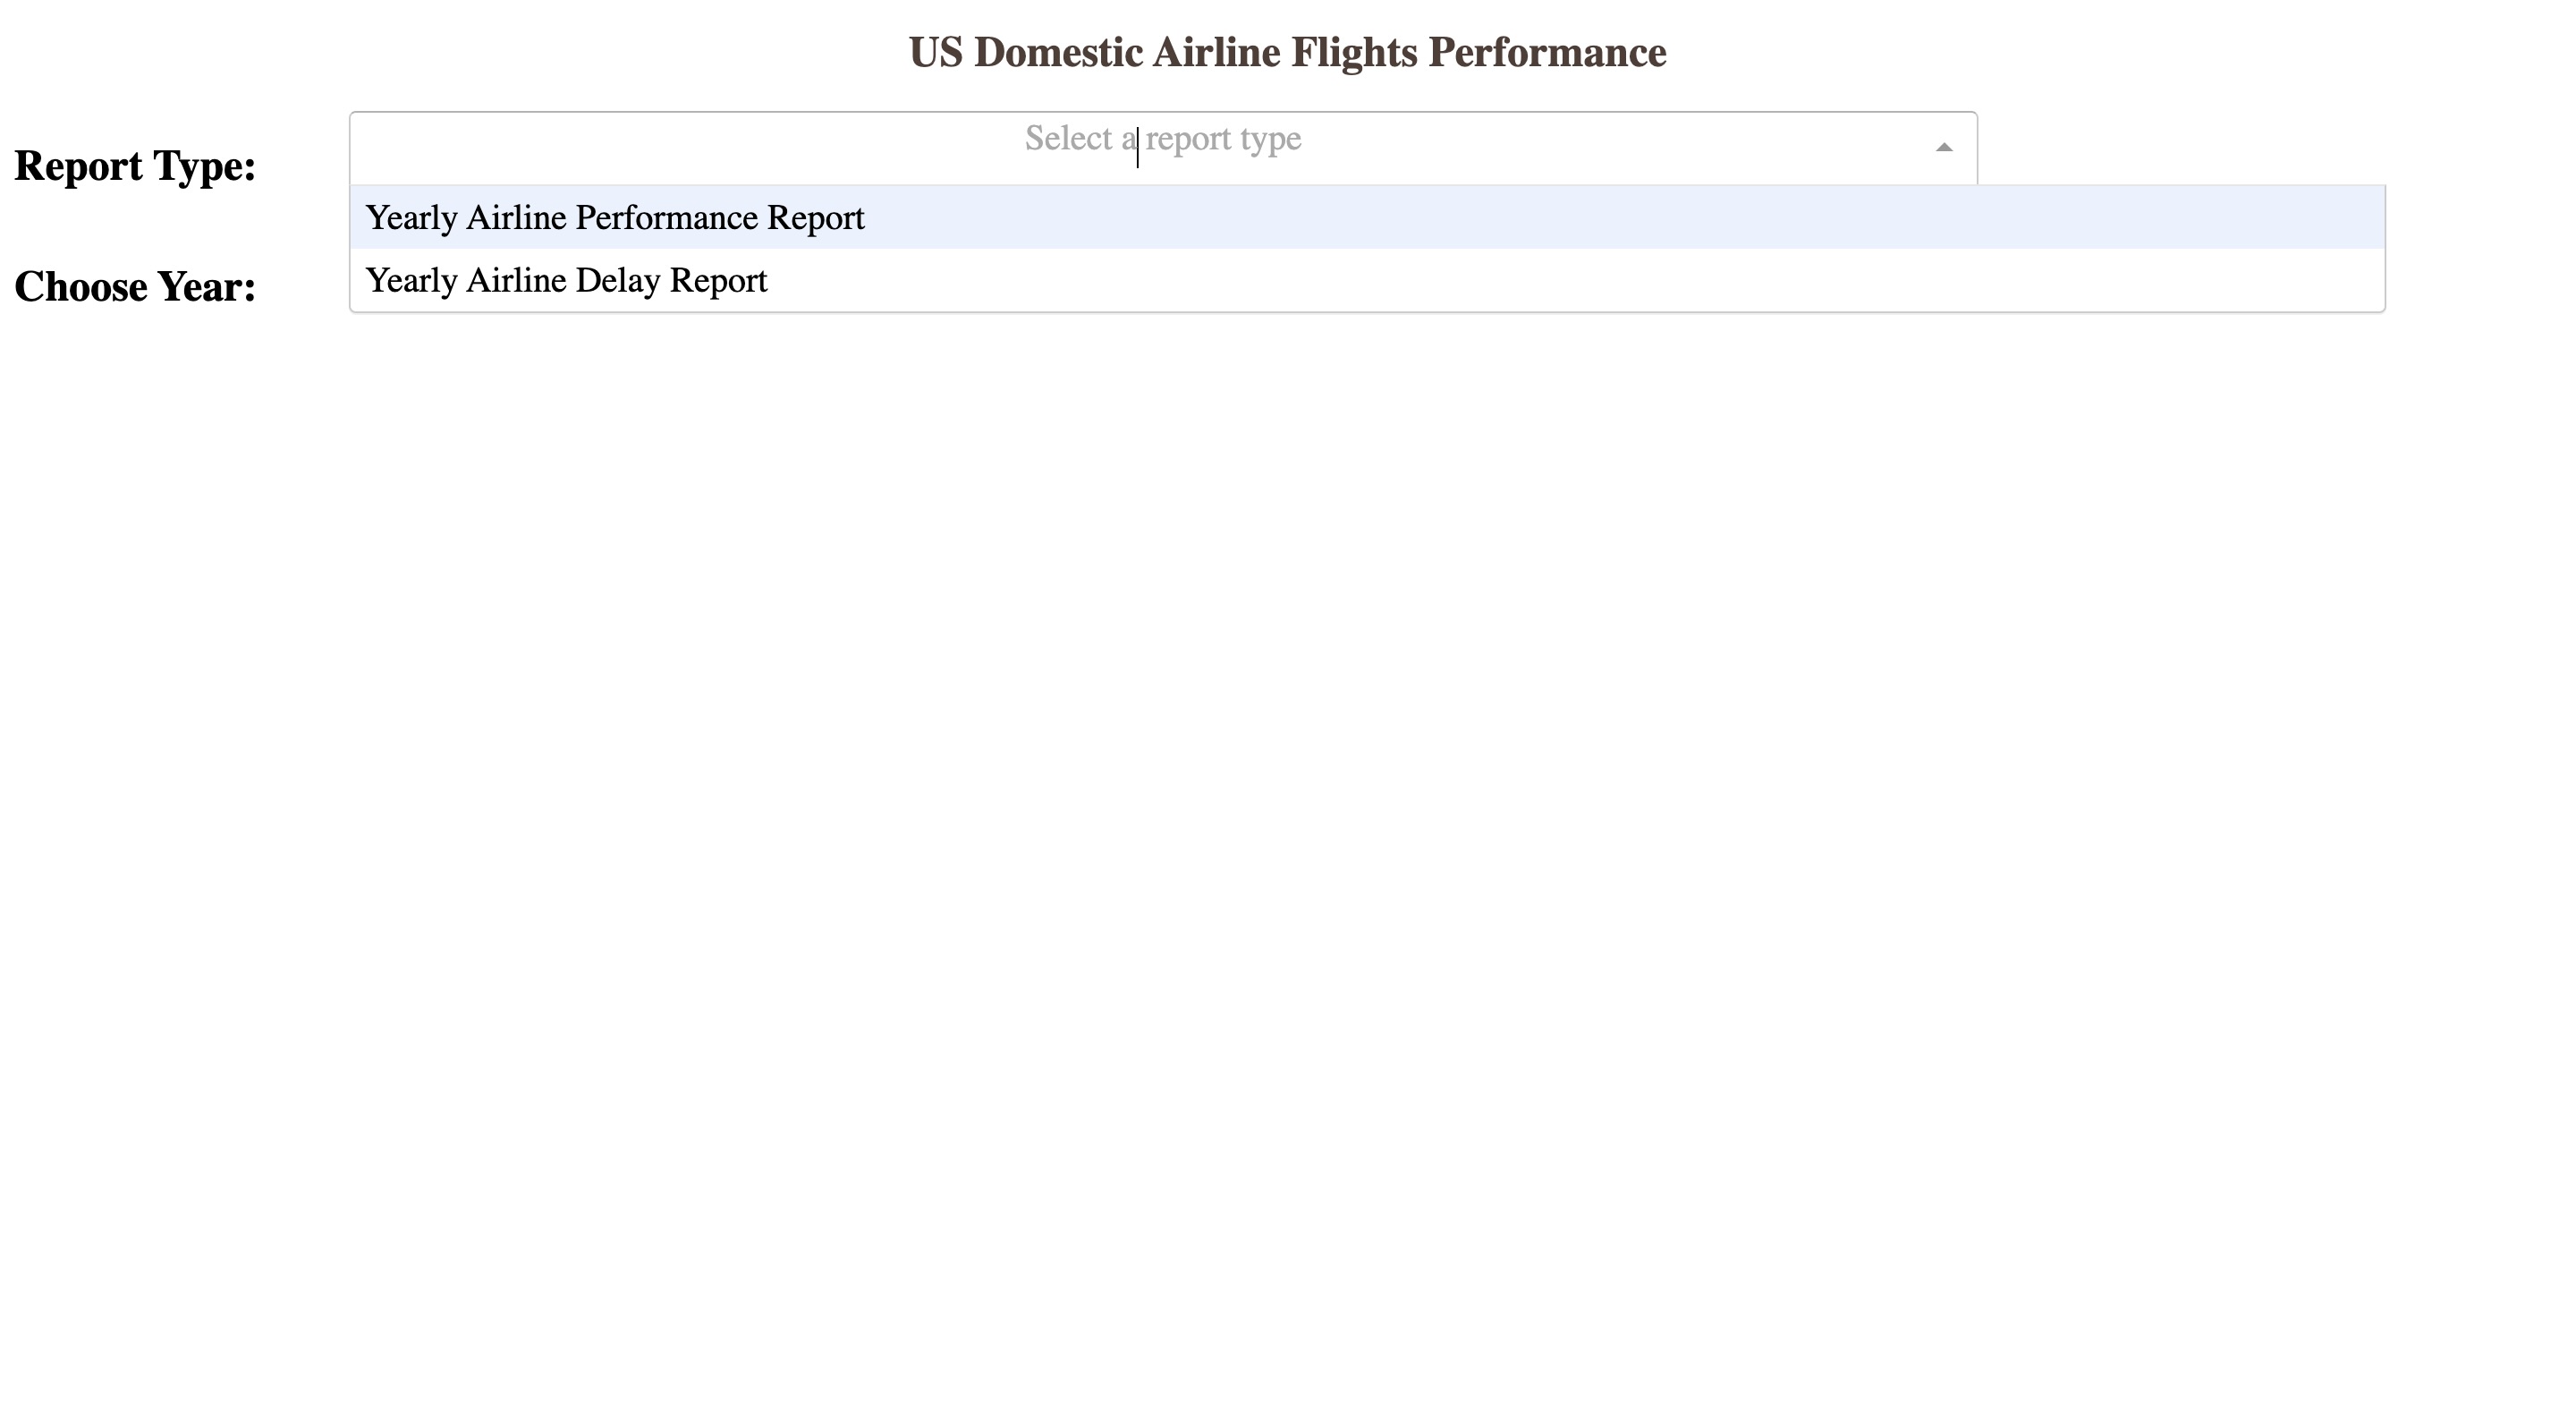 US Domestic Airline Flights Performance
Report Type:
Select a report type
Yearly Airline Performance Report
Yearly Airline Delay Report
Choose Year: